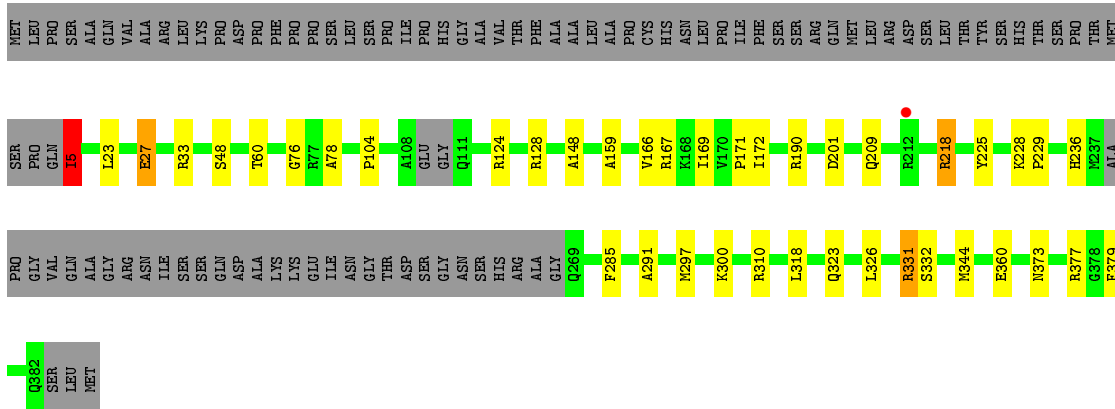 MET LEU PRO SER ALA GLN VAL ALA ARG LEU LYS PRO ASP PRO PHE PRO PRO SER LEU SER PRO ILE PRO HIS GLY ALA VAL THR PHE ALA ALA LEU ALA PRO CYS HIS ASN LEU PRO ILE PHE SER SER ARG GLN MET LEU ARG ASP SER LEU THR TYR SER HIS THR SER PRO THR MET
SER PRO GLN I5 L23 E27 R33 S48 T60 G76 R77 A78 P104 A108 GLU GLY Q111 R124 R128 A148 A159 V166 R167 K168 I169 V170 P171 I172 R190 D201 Q209 R212 R218 Y225 K228 P229 H236 M237 ALA
PRO GLY VAL GLN ALA GLY ARG ASN ILE SER SER GLN ASP ALA LYS LYS GLU ILE ASN GLY THR ASP SER GLY ASN SER HIS ARG ALA GLY Q269 F285 A291 M297 K300 R310 L318 Q323 L326 R331 S332 M344 E360 N373 R377 G378
Q382 SER LEU MET